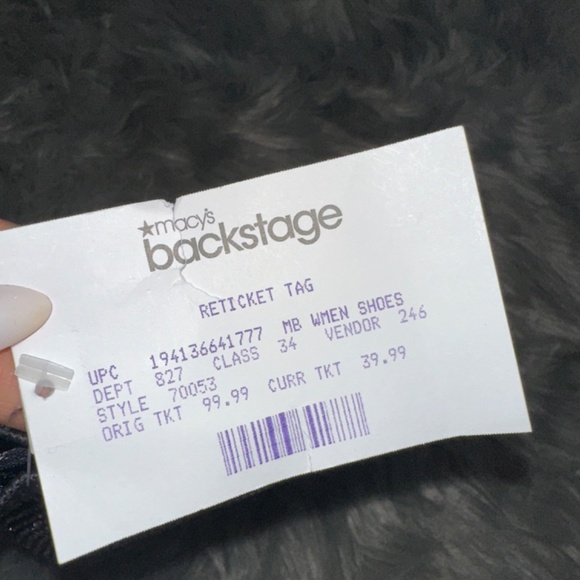 ★macy's
backstage
RETICKET TAG
UPC 194136641777 MB WMEN SHOES
DEPT 827 CLASS 34 VENDOR 246
STYLE 70053
ORIG TKT 99.99 CURR TKT 39.99